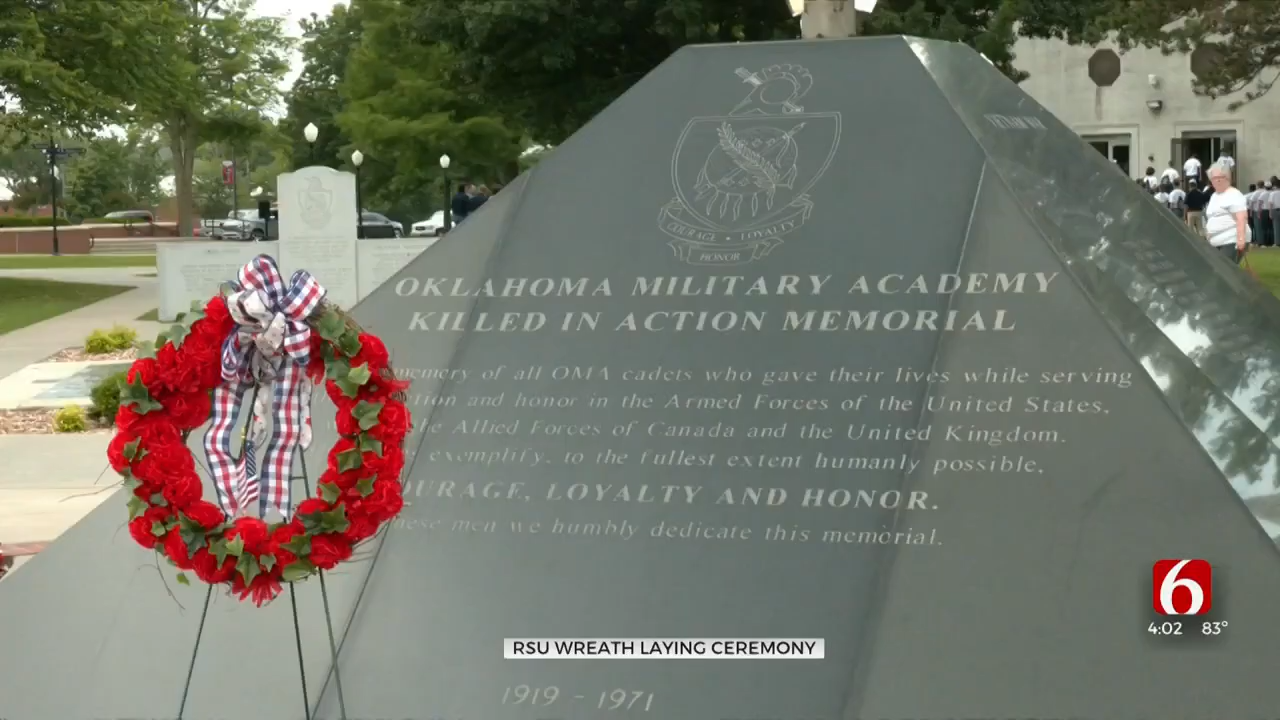 COURAGE • LOYALTY
HONOR
OKLAHOMA MILITARY ACADEMY
KILLED IN ACTION MEMORIAL
memory of all OMA cadets who gave their lives while serving
and honor in the Armed Forces of the United States,
the Allied Forces of Canada and the United Kingdom.
exemplify, to the fullest extent humanly possible,
URAGE, LOYALTY AND HONOR.
these men we humbly dedicate this memorial.
1919 - 1971
RSU WREATH LAYING CEREMONY
6
4:02 83°